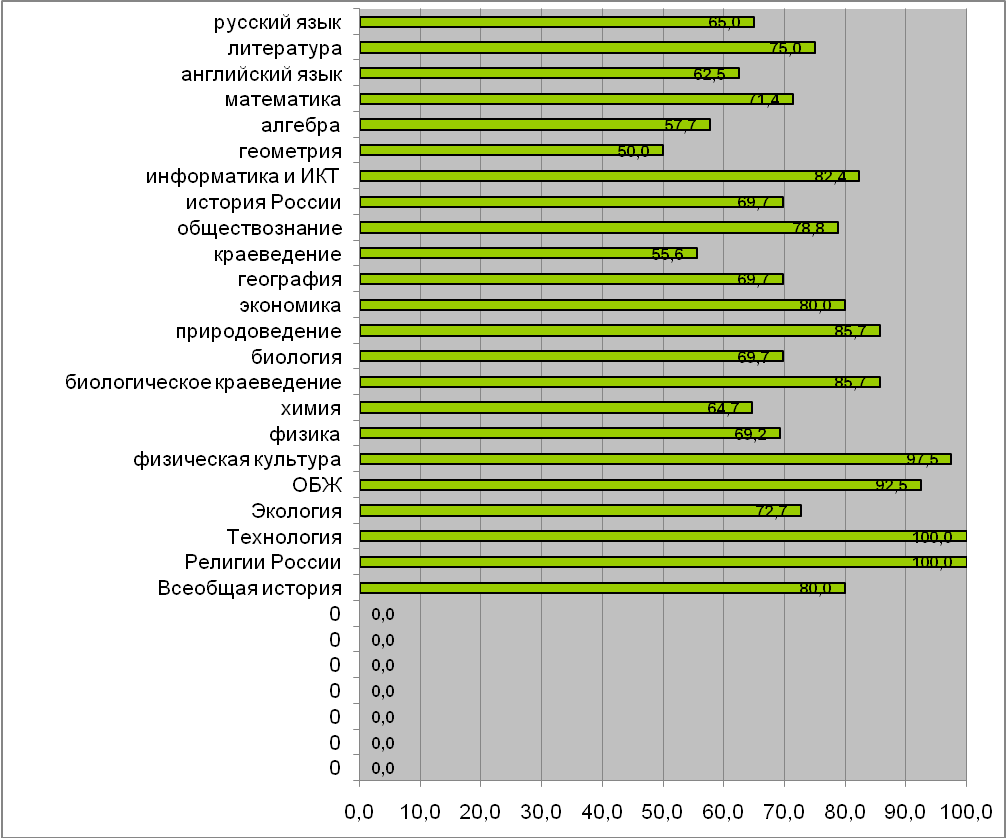 русский язык 65,0
литература 75,0
английский язык 62,5
математика 71,4
алгебра 57,7
геометрия 50,0
информатика и ИКТ 82,4
история России 69,7
обществознание 78,8
краеведение 55,6
география 69,7
экономика 80,0
природоведение 85,7
биология 69,7
биологическое краеведение 85,7
химия 64,7
физика 69,2
физическая культура 97,5
ОБЖ 92,5
Экология 72,7
Технология 100,0
Религии России 100,0
Всеобщая история 80,0
0 0,0
0 0,0
0 0,0
0 0,0
0 0,0
0 0,0
0 0,0
0,0 10,0 20,0 30,0 40,0 50,0 60,0 70,0 80,0 90,0 100,0